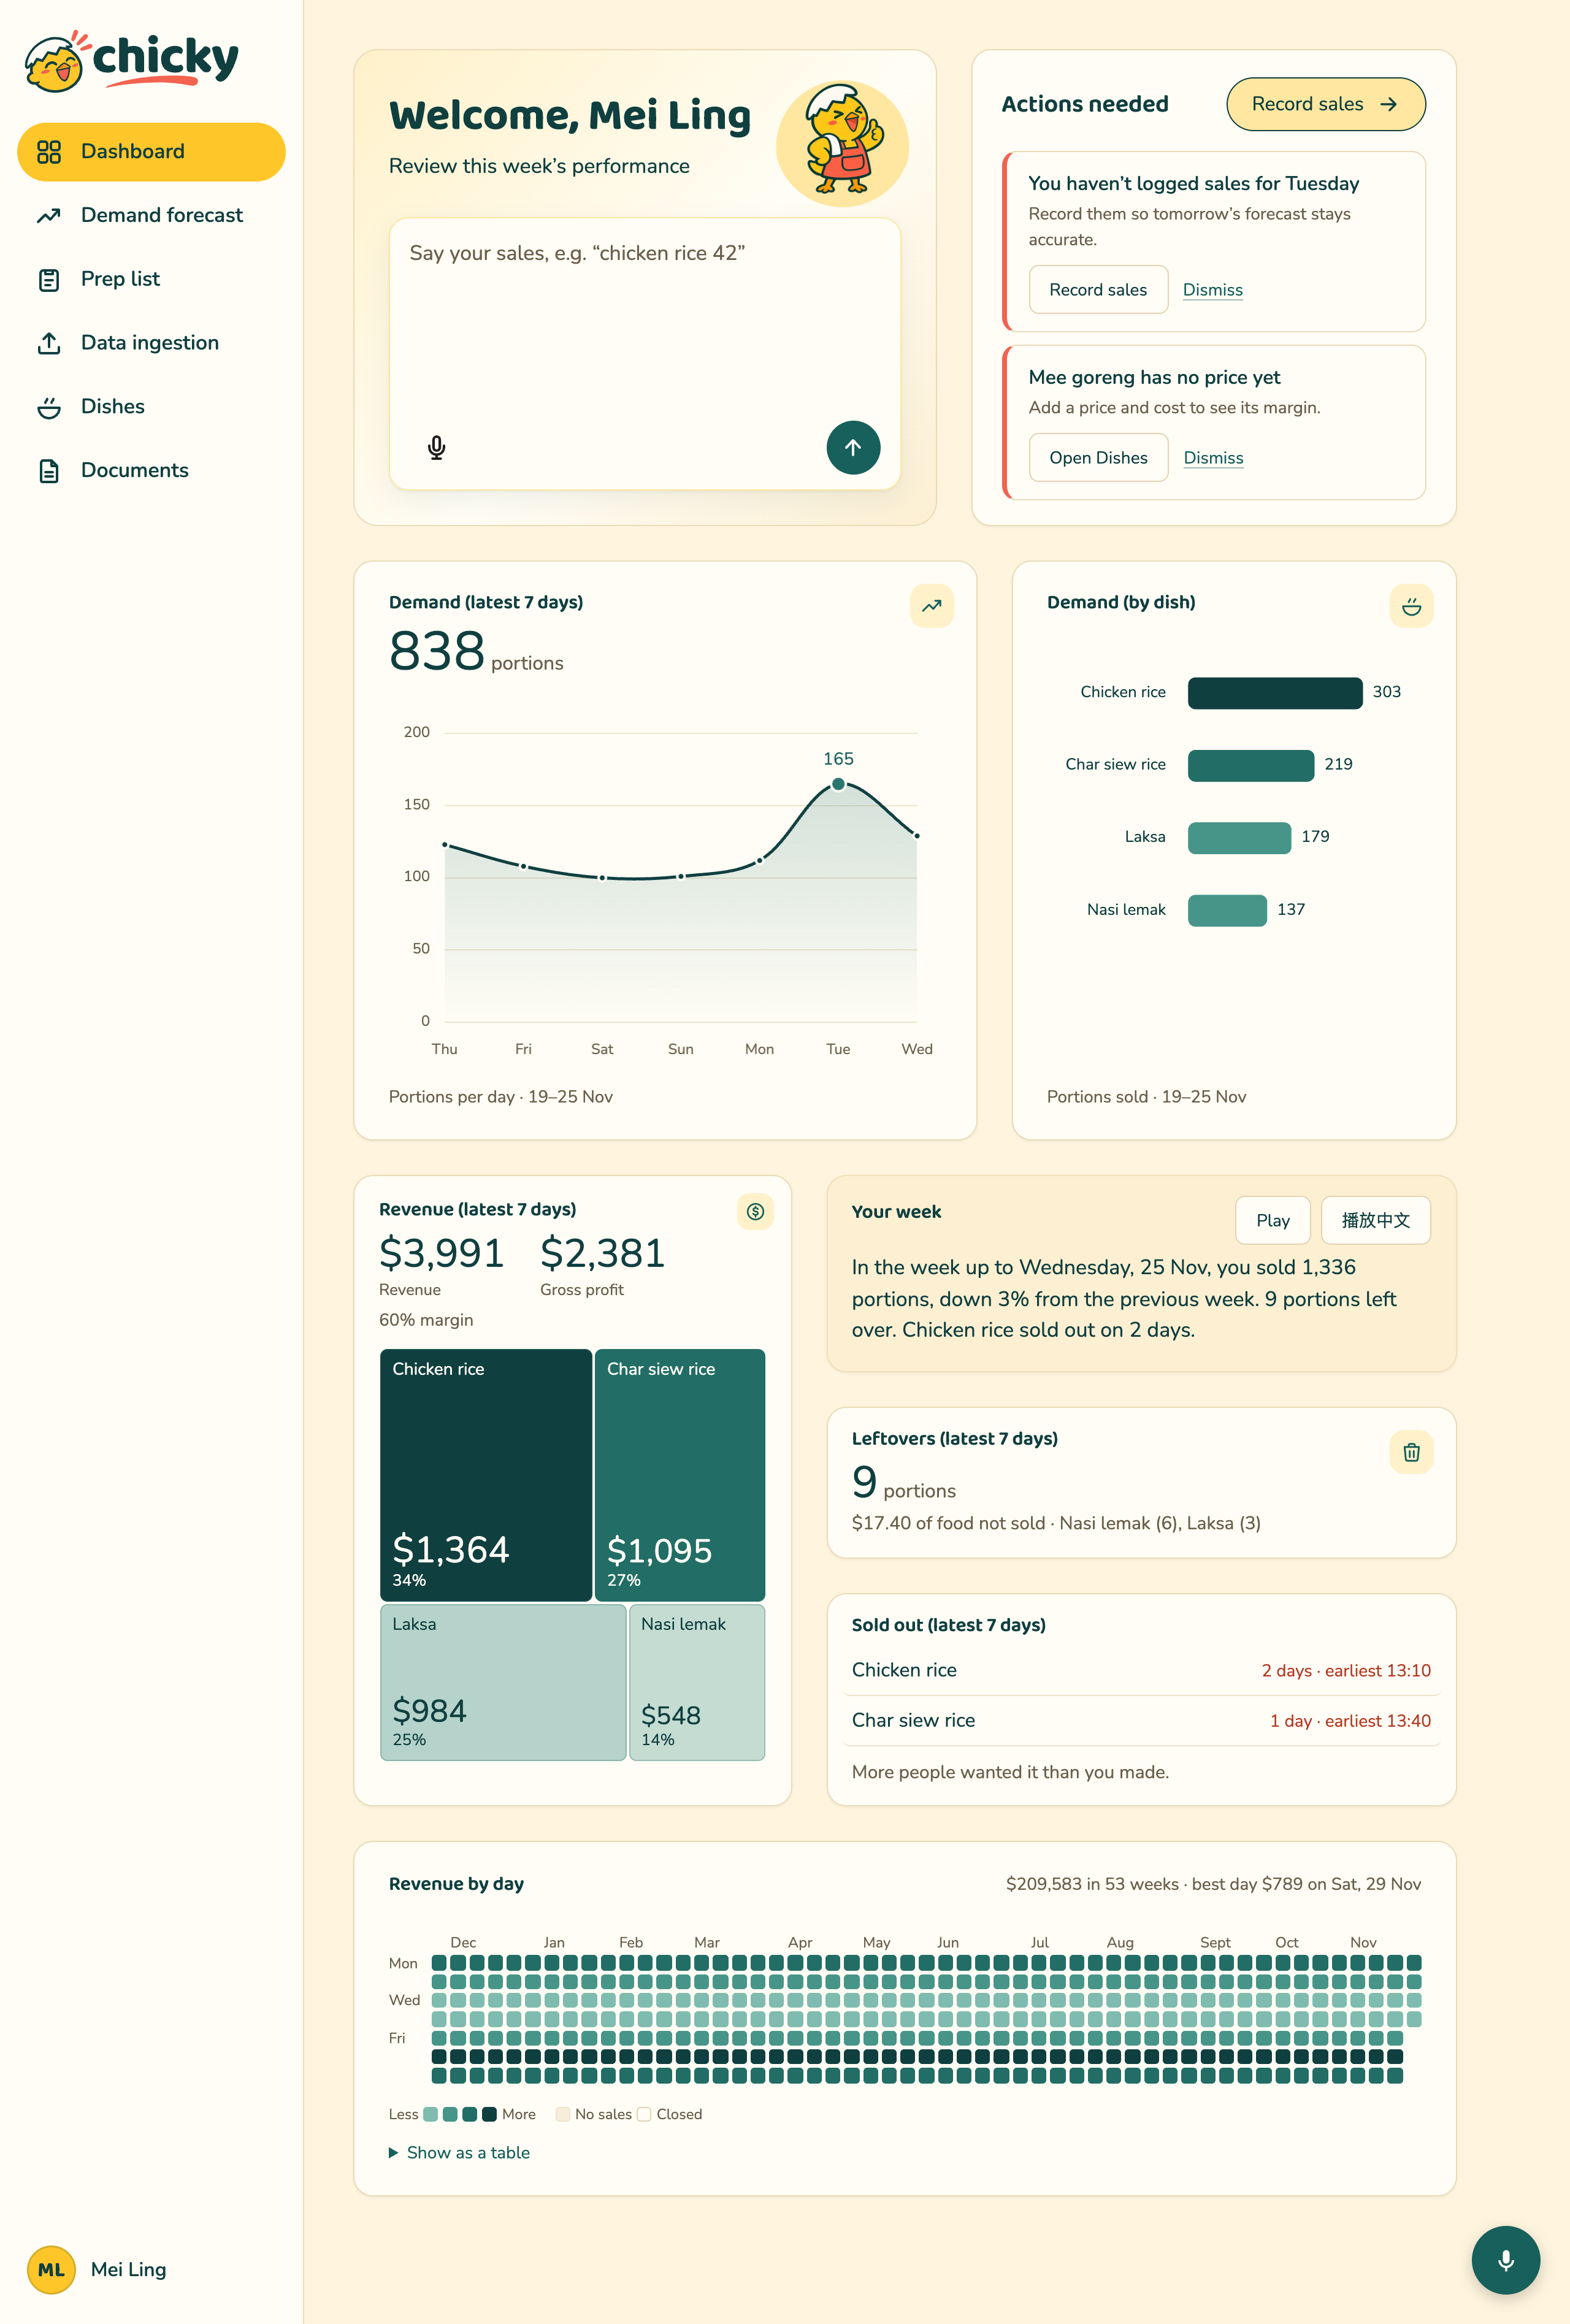 chicky
Dashboard
Demand forecast
Prep list
Data ingestion
Dishes
Documents
ML
Mei Ling
Welcome, Mei Ling
Review this week’s performance
Say your sales, e.g. “chicken rice 42”
Actions needed
Record sales
You haven’t logged sales for Tuesday
Record them so tomorrow’s forecast stays
accurate.
Record sales
Dismiss
Mee goreng has no price yet
Add a price and cost to see its margin.
Open Dishes
Dismiss
Demand (latest 7 days)
838 portions
200
165
150
100
50
0
Thu Fri Sat Sun Mon Tue Wed
Portions per day · 19–25 Nov
Demand (by dish)
Chicken rice 303
Char siew rice 219
Laksa 179
Nasi lemak 137
Portions sold · 19–25 Nov
Revenue (latest 7 days)
$3,991 $2,381
Revenue Gross profit
60% margin
Chicken rice
$1,364
34%
Char siew rice
$1,095
27%
Laksa
$984
25%
Nasi lemak
$548
14%
Your week
Play
播放中文
In the week up to Wednesday, 25 Nov, you sold 1,336
portions, down 3% from the previous week. 9 portions left
over. Chicken rice sold out on 2 days.
Leftovers (latest 7 days)
9 portions
$17.40 of food not sold · Nasi lemak (6), Laksa (3)
Sold out (latest 7 days)
Chicken rice 2 days · earliest 13:10
Char siew rice 1 day · earliest 13:40
More people wanted it than you made.
Revenue by day
$209,583 in 53 weeks · best day $789 on Sat, 29 Nov
Dec Jan Feb Mar Apr May Jun Jul Aug Sept Oct Nov
Mon
Wed
Fri
Less More No sales Closed
Show as a table